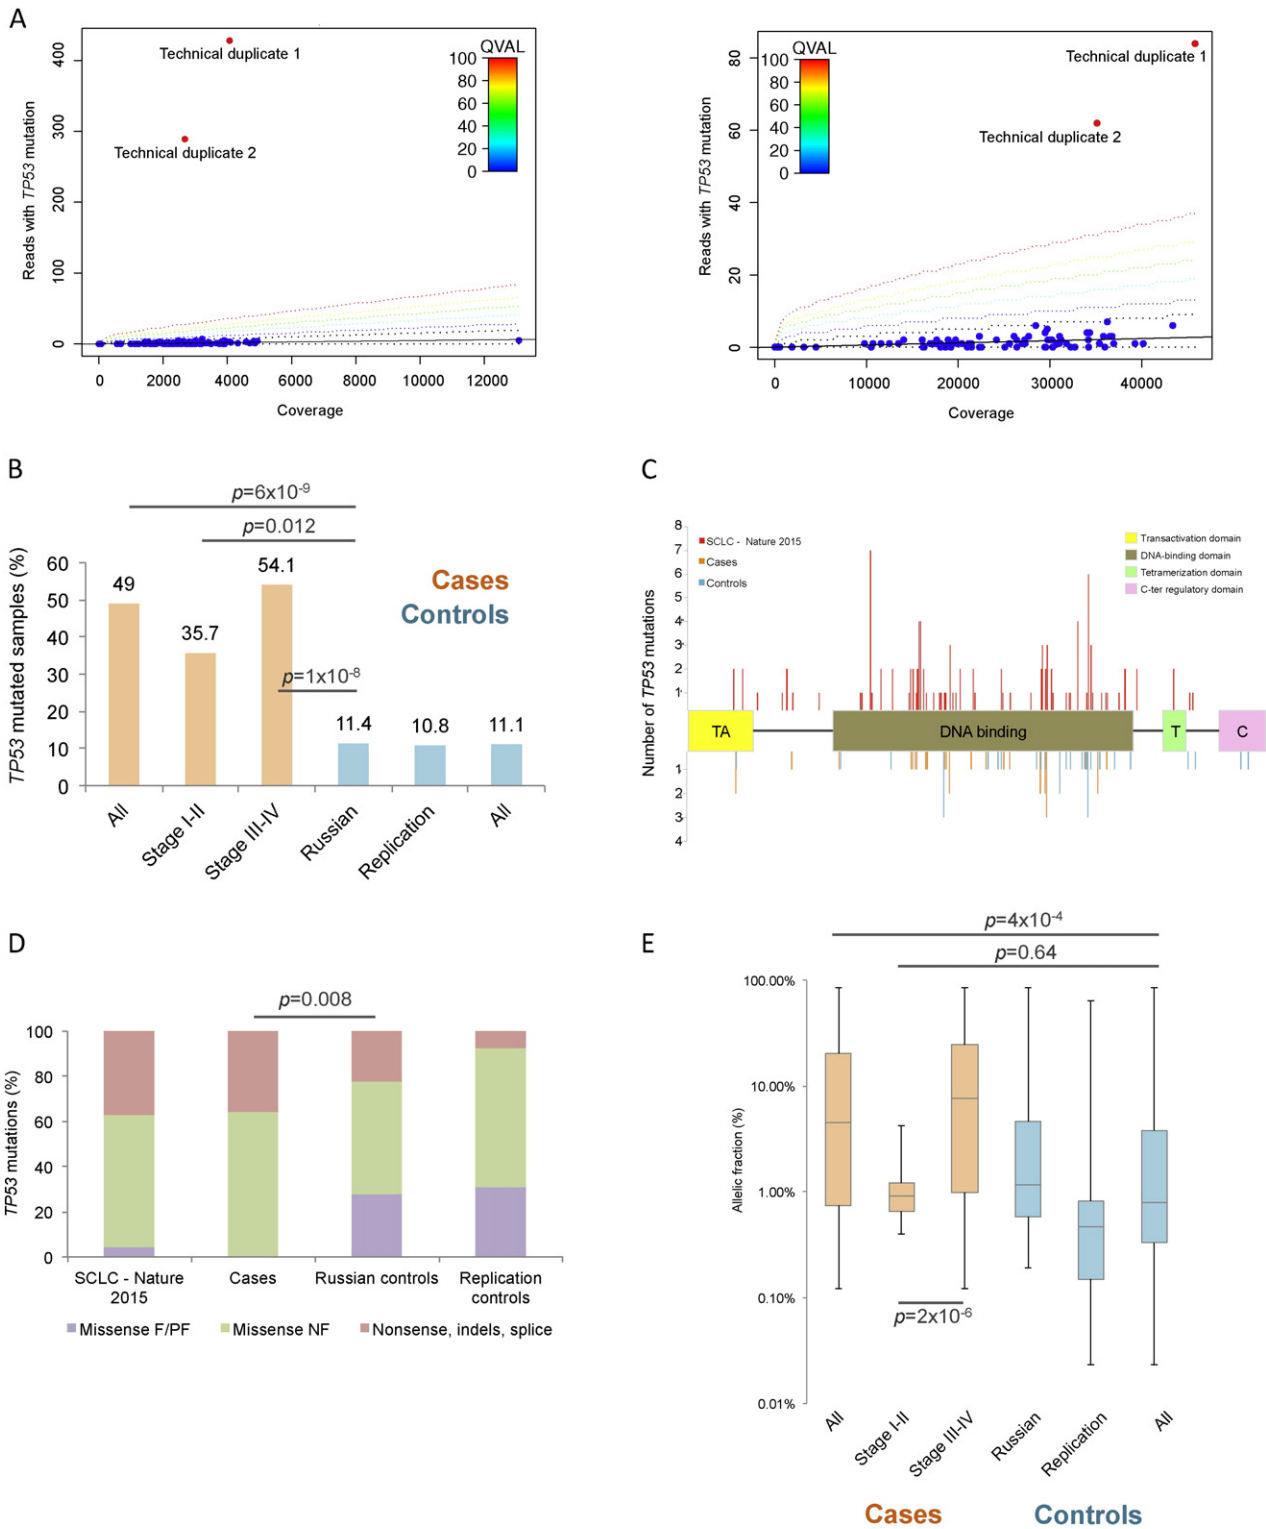 A
400
300
200
100
0
Reads with TP53 mutation
Technical duplicate 1
Technical duplicate 2
QVAL
100
80
60
40
20
0
0 2000 4000 6000 8000 10000 12000
Coverage
80
60
40
20
0
Reads with TP53 mutation
QVAL
100
80
60
40
20
0
Technical duplicate 1
Technical duplicate 2
0 10000 20000 30000 40000
Coverage
B
p=6x10-9
p=0.012
TP53 mutated samples (%)
60
50
40
30
20
10
0
49
35.7
54.1
p=1x10-8
11.4
10.8
11.1
Cases
Controls
All
Stage I-II
Stage III-IV
Russian
Replication
All
C
Number of TP53 mutations
8
7
6
5
4
3
2
1
SCLC - Nature 2015
Cases
Controls
Transactivation domain
DNA-binding domain
Tetramerization domain
C-ter regulatory domain
TA
DNA binding
T
C
1
2
3
4
D
p=0.008
TP53 mutations (%)
100
80
60
40
20
0
SCLC - Nature
2015
Cases
Russian controls
Replication
controls
Missense F/PF
Missense NF
Nonsense, indels, splice
E
p=4x10-4
p=0.64
Allelic fraction (%)
100.00%
10.00%
1.00%
0.10%
0.01%
p=2x10-6
All
Stage I-II
Stage III-IV
Russian
Replication
All
Cases
Controls